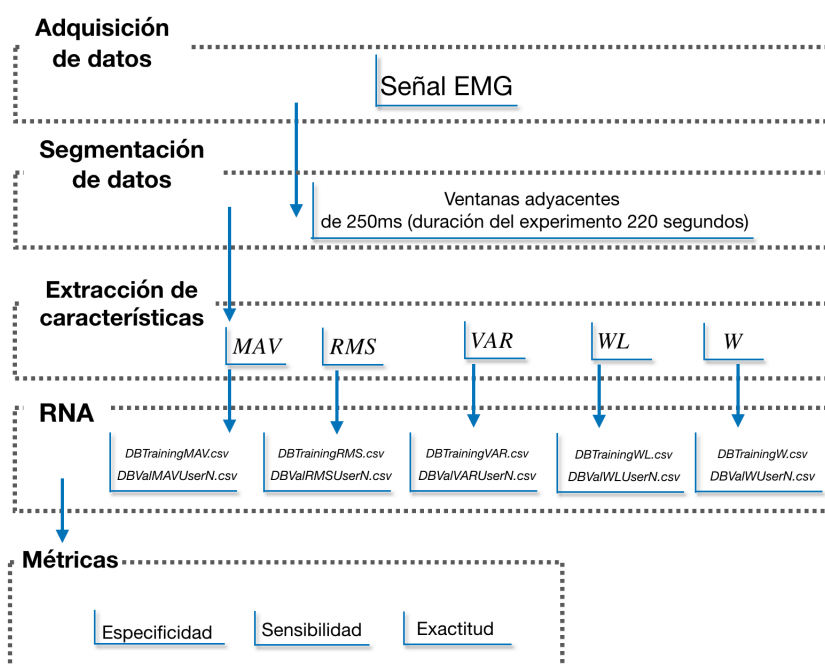 Adquisición
de datos
Señal EMG
Segmentación
de datos
Ventanas adyacentes
de 250ms (duración del experimento 220 segundos)
Extracción de
características
MAV
RMS
VAR
WL
W
RNA
DBTrainingMAV.csv
DBValMAVUserN.csv
DBTrainingRMS.csv
DBValRMSUserN.csv
DBTrainingVAR.csv
DBValVARUserN.csv
DBTrainingWL.csv
DBValWLUserN.csv
DBTrainingW.csv
DBValWUserN.csv
Métricas
Especificidad
Sensibilidad
Exactitud